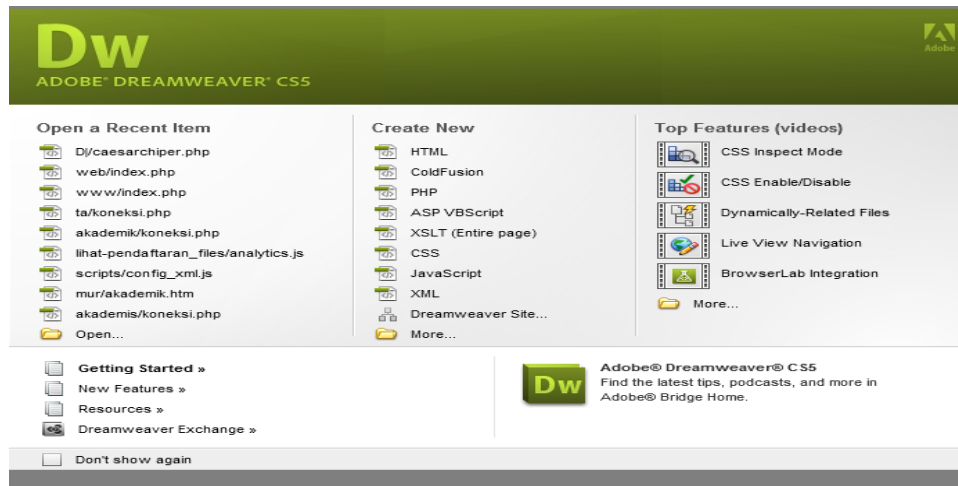 Dw
ADOBE® DREAMWEAVER® CS5
Adobe
Open a Recent Item
D|/caesarchiper.php
web/index.php
www/index.php
ta/koneksi.php
akademik/koneksi.php
lihat-pendaftaran_files/analytics.js
scripts/config_xml.js
mur/akademik.htm
akademis/koneksi.php
Open...
Create New
HTML
ColdFusion
PHP
ASP VBScript
XSLT (Entire page)
CSS
JavaScript
XML
Dreamweaver Site...
More...
Top Features (videos)
CSS Inspect Mode
CSS Enable/Disable
Dynamically-Related Files
Live View Navigation
BrowserLab Integration
More...
Getting Started »
New Features »
Resources »
Dreamweaver Exchange »
Dw
Adobe® Dreamweaver® CS5
Find the latest tips, podcasts, and more in
Adobe® Bridge Home.
Don't show again